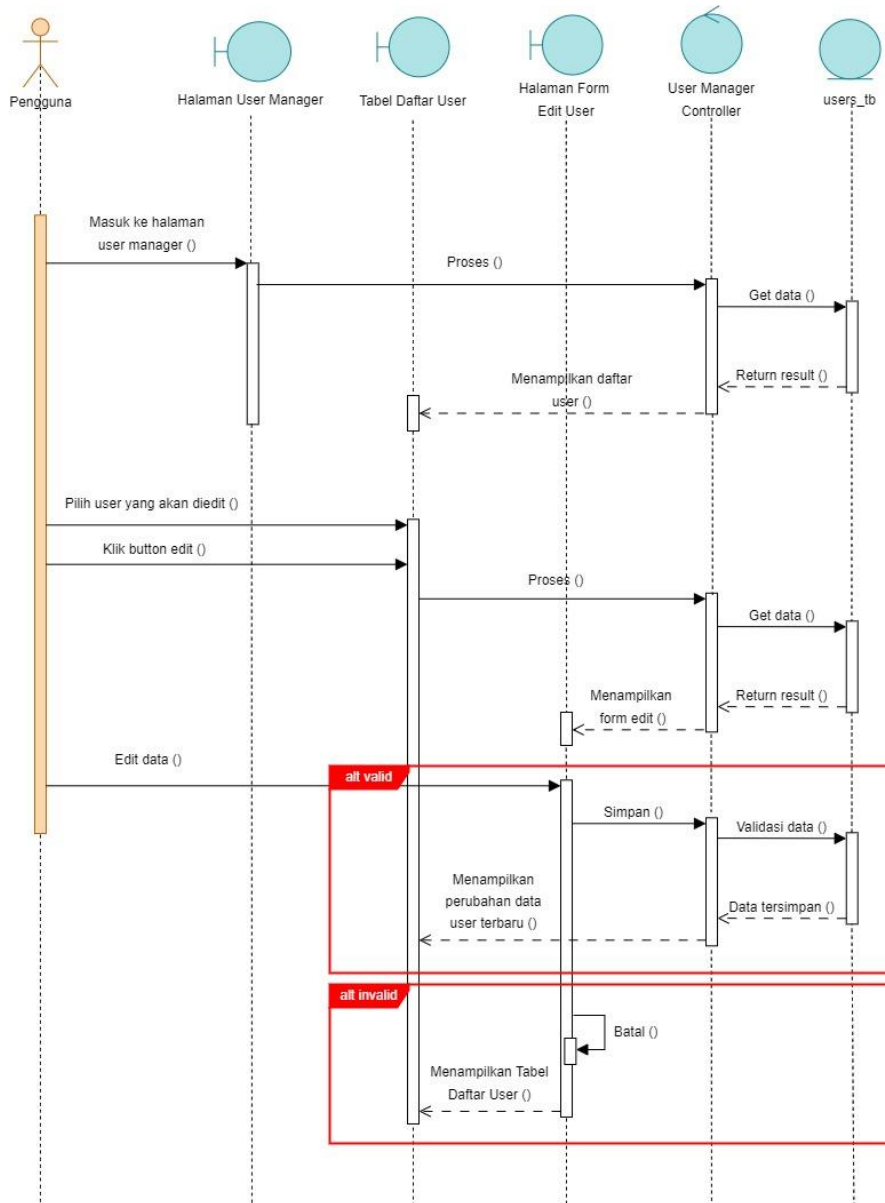 Pengguna
Halaman User Manager
Tabel Daftar User
Halaman Form
Edit User
User Manager
Controller
users_tb
Masuk ke halaman
user manager ()
Proses ()
Get data ()
Return result ()
Menampilkan daftar
user ()
Pilih user yang akan diedit ()
Klik button edit ()
Proses ()
Get data ()
Return result ()
Menampilkan
form edit ()
Edit data ()
alt valid
Simpan ()
Validasi data ()
Menampilkan
perubahan data
user terbaru ()
Data tersimpan ()
alt invalid
Batal ()
Menampilkan Tabel
Daftar User ()